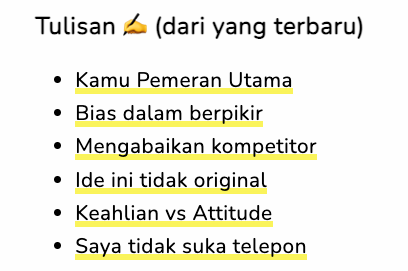 Tulisan ✍️ (dari yang terbaru)
• Kamu Pemeran Utama
• Bias dalam berpikir
• Mengabaikan kompetitor
• Ide ini tidak original
• Keahlian vs Attitude
• Saya tidak suka telepon